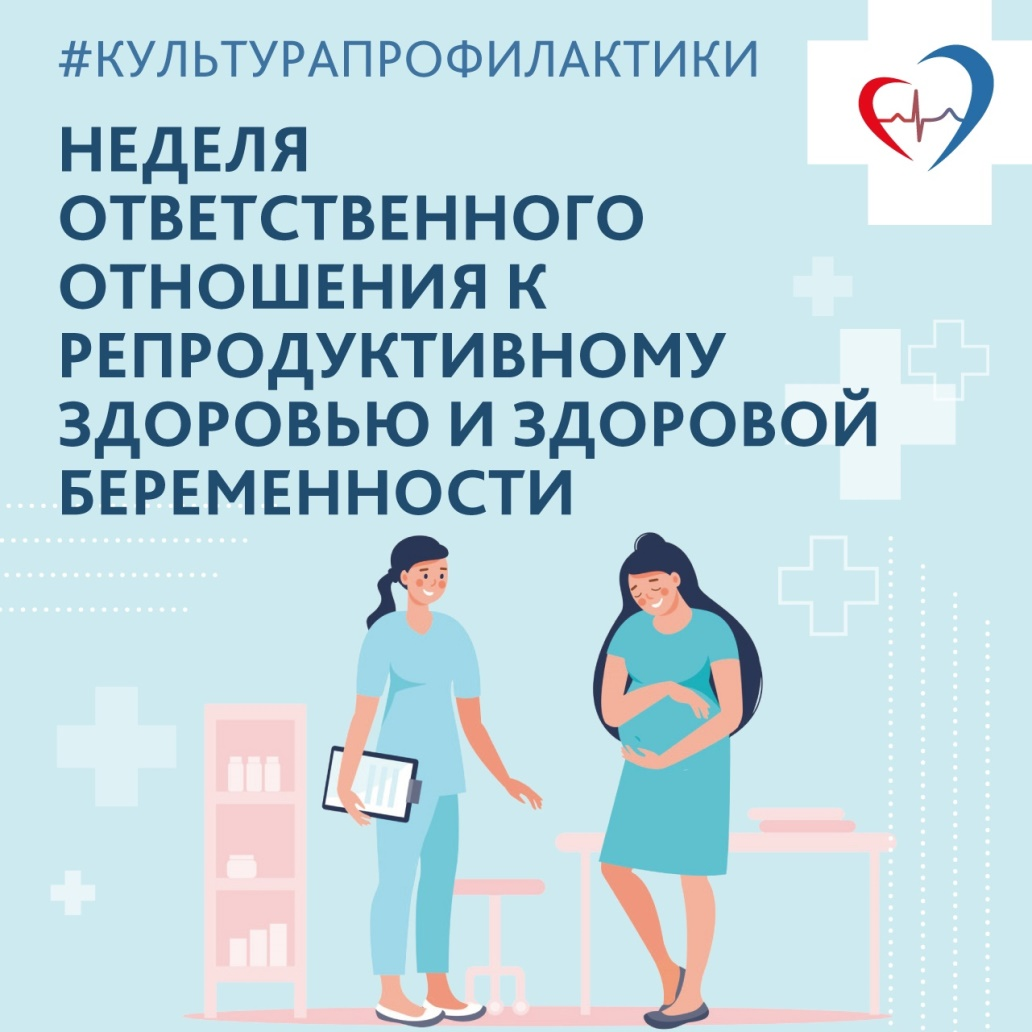 #КУЛЬТУРАПРОФИЛАКТИКИ
НЕДЕЛЯ
ОТВЕТСТВЕННОГО
ОТНОШЕНИЯ К
РЕПРОДУКТИВНОМУ
ЗДОРОВЬЮ И ЗДОРОВОЙ
БЕРЕМЕННОСТИ